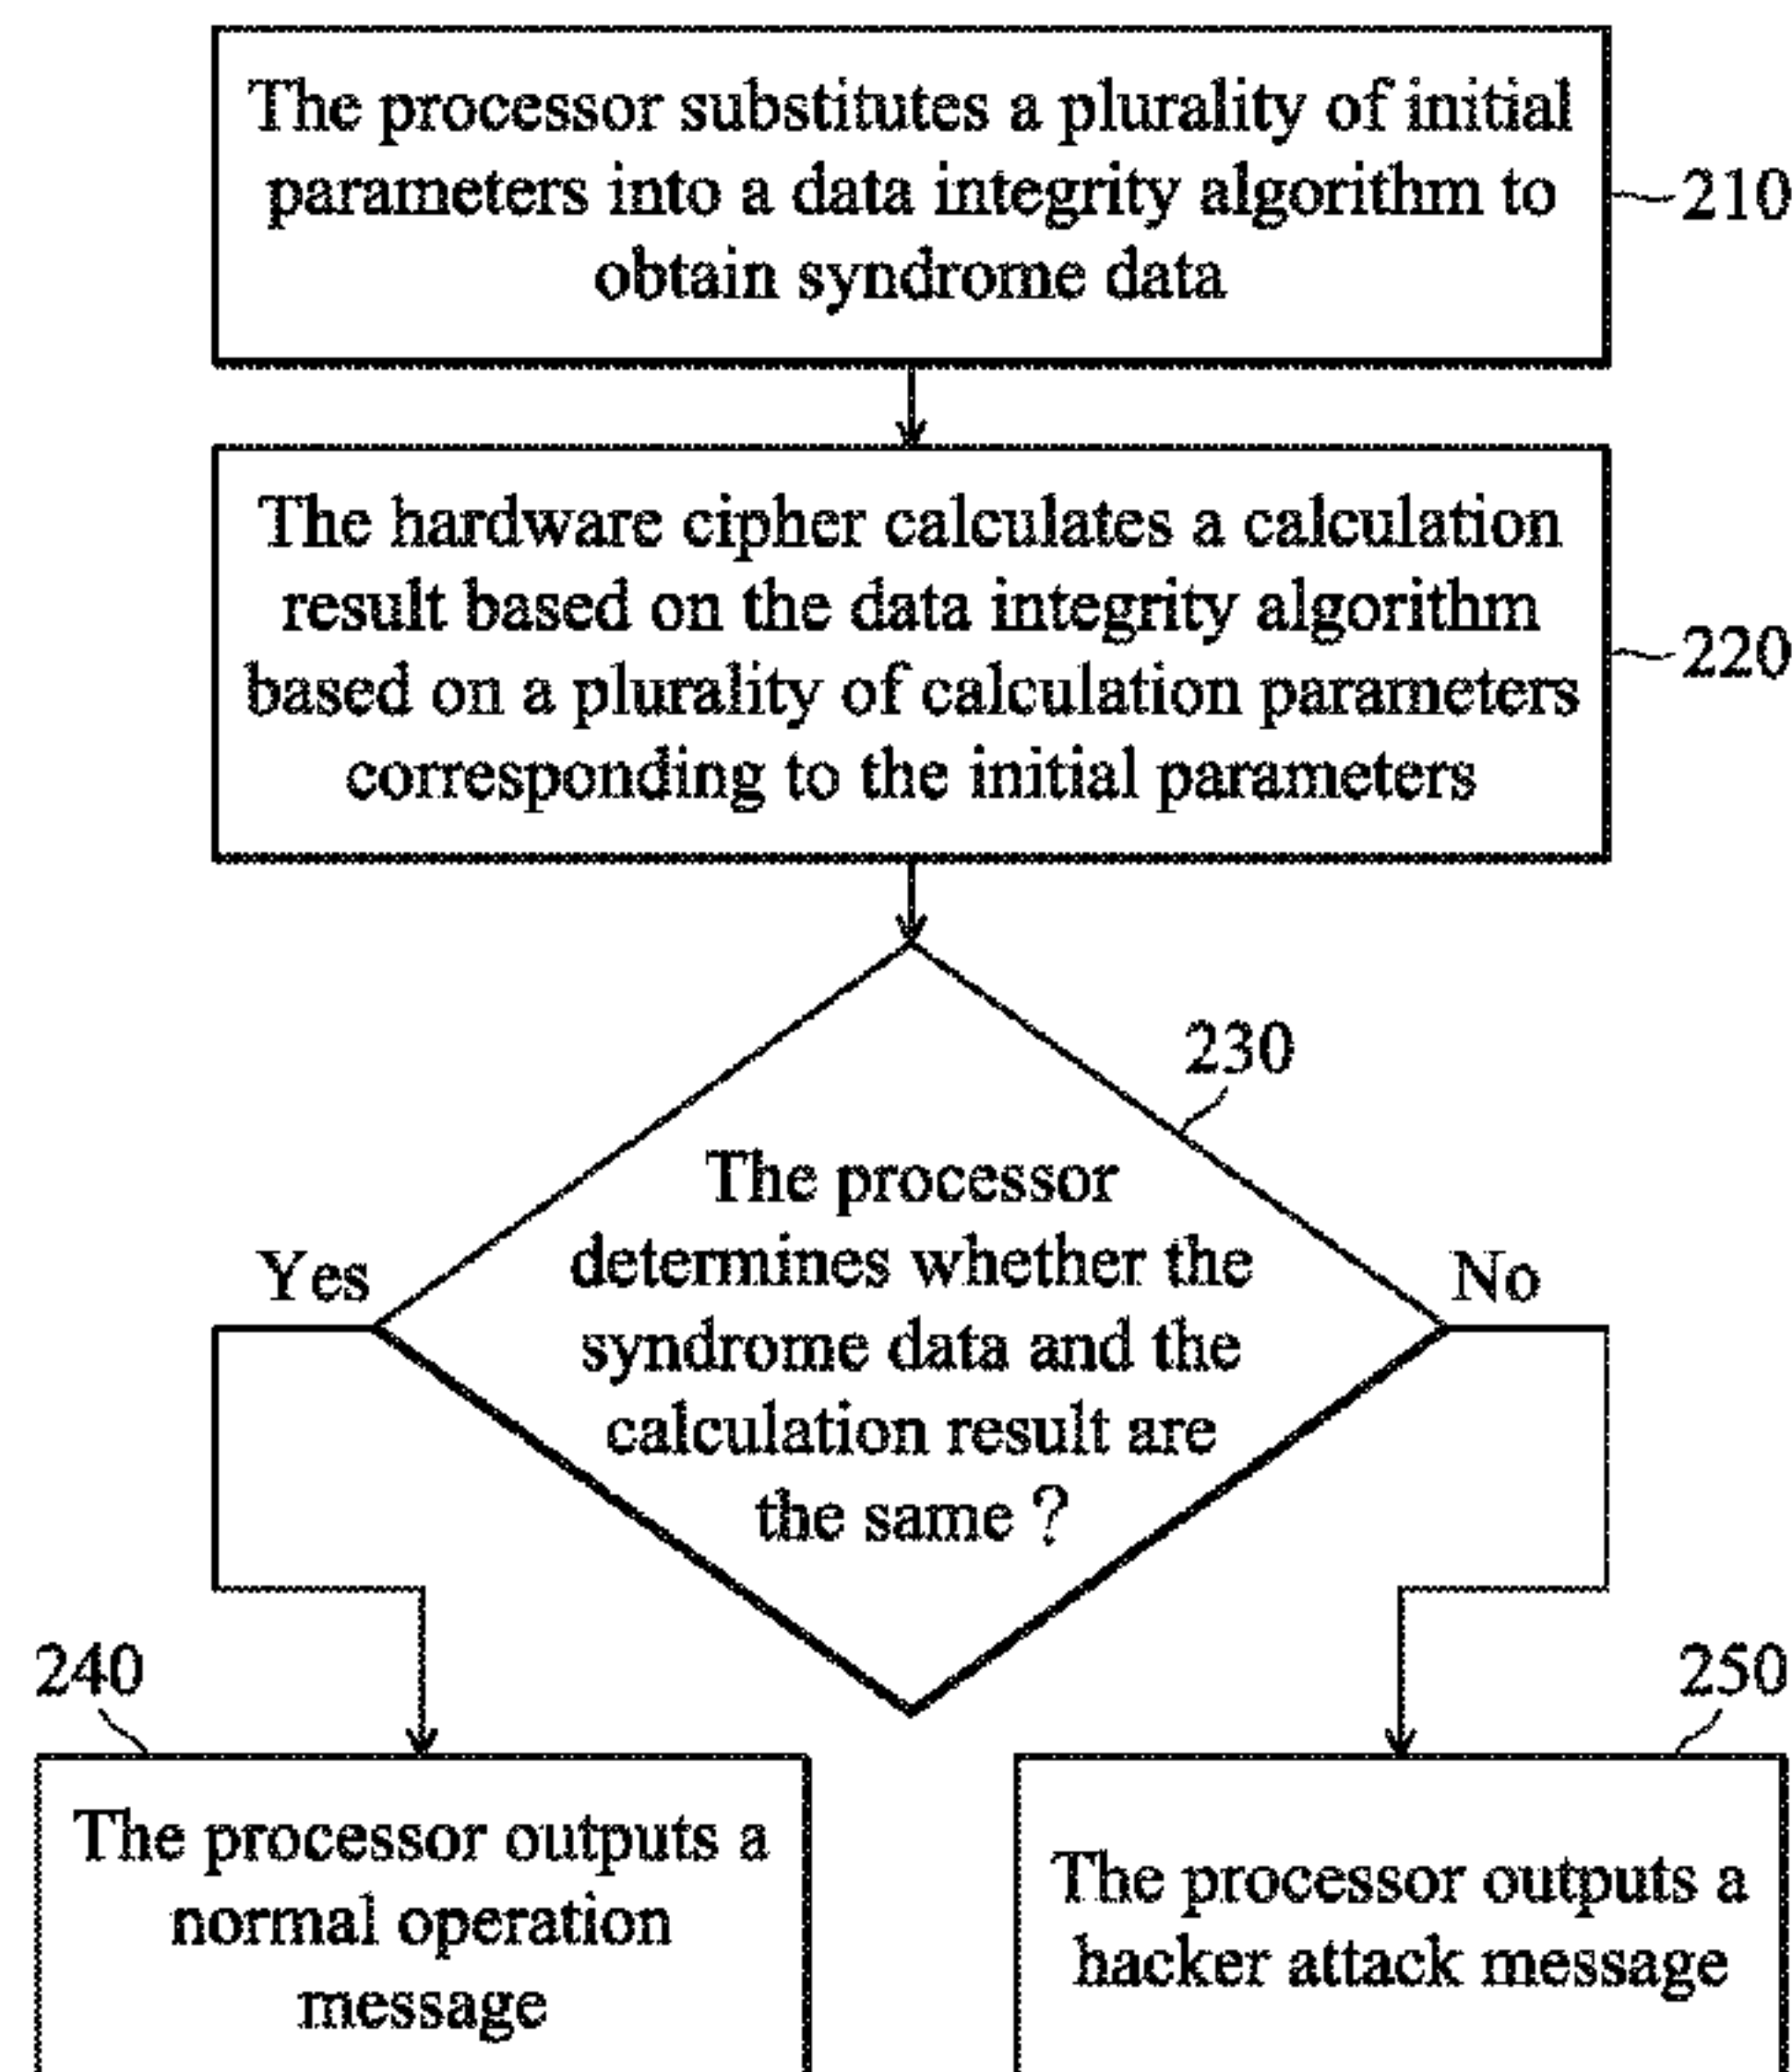 The processor substitutes a plurality of initial
parameters into a data integrity algorithm to
obtain syndrome data
210
The hardware cipher calculates a calculation
result based on the data integrity algorithm
based on a plurality of calculation parameters
corresponding to the initial parameters
220
230
The processor
determines whether the
syndrome data and the
calculation result are
the same ?
Yes
No
240
The processor outputs a
normal operation
message
250
The processor outputs a
hacker attack message